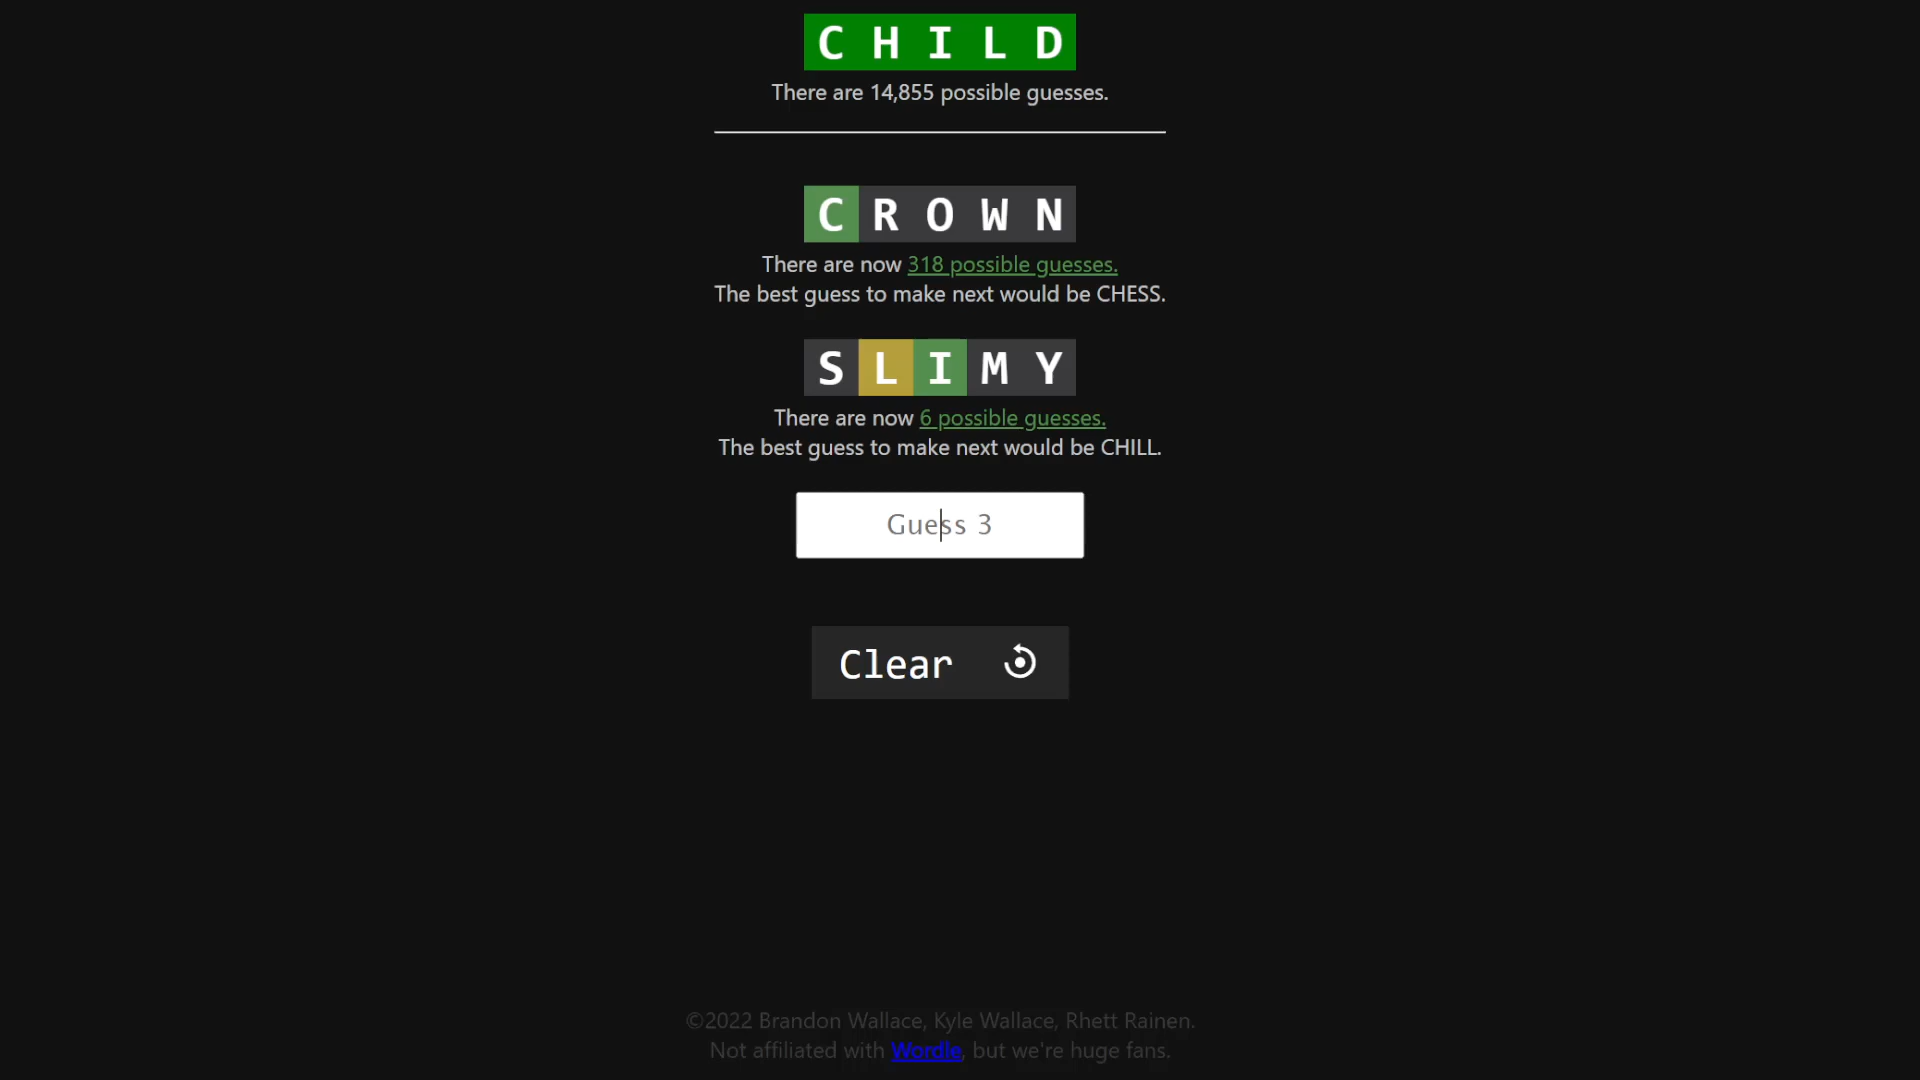 CHILD
There are 14,855 possible guesses.
CROWN
There are now 318 possible guesses.
The best guess to make next would be CHESS.
SLIMY
There are now 6 possible guesses.
The best guess to make next would be CHILL.
Guess 3
Clear
©2022 Brandon Wallace, Kyle Wallace, Rhett Rainen.
Not affiliated with Wordle, but we're huge fans.